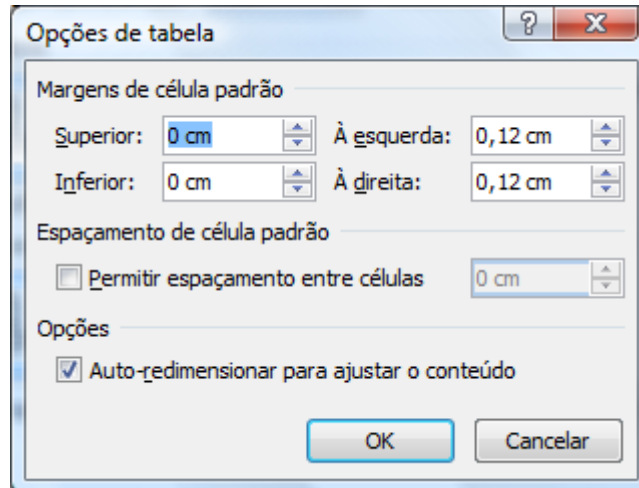 Opções de tabela
Margens de célula padrão
Superior: 0 cm À esquerda: 0,12 cm
Inferior: 0 cm À direita: 0,12 cm
Espaçamento de célula padrão
Permitir espaçamento entre células 0 cm
Opções
Auto-redimensionar para ajustar o conteúdo
OK Cancelar